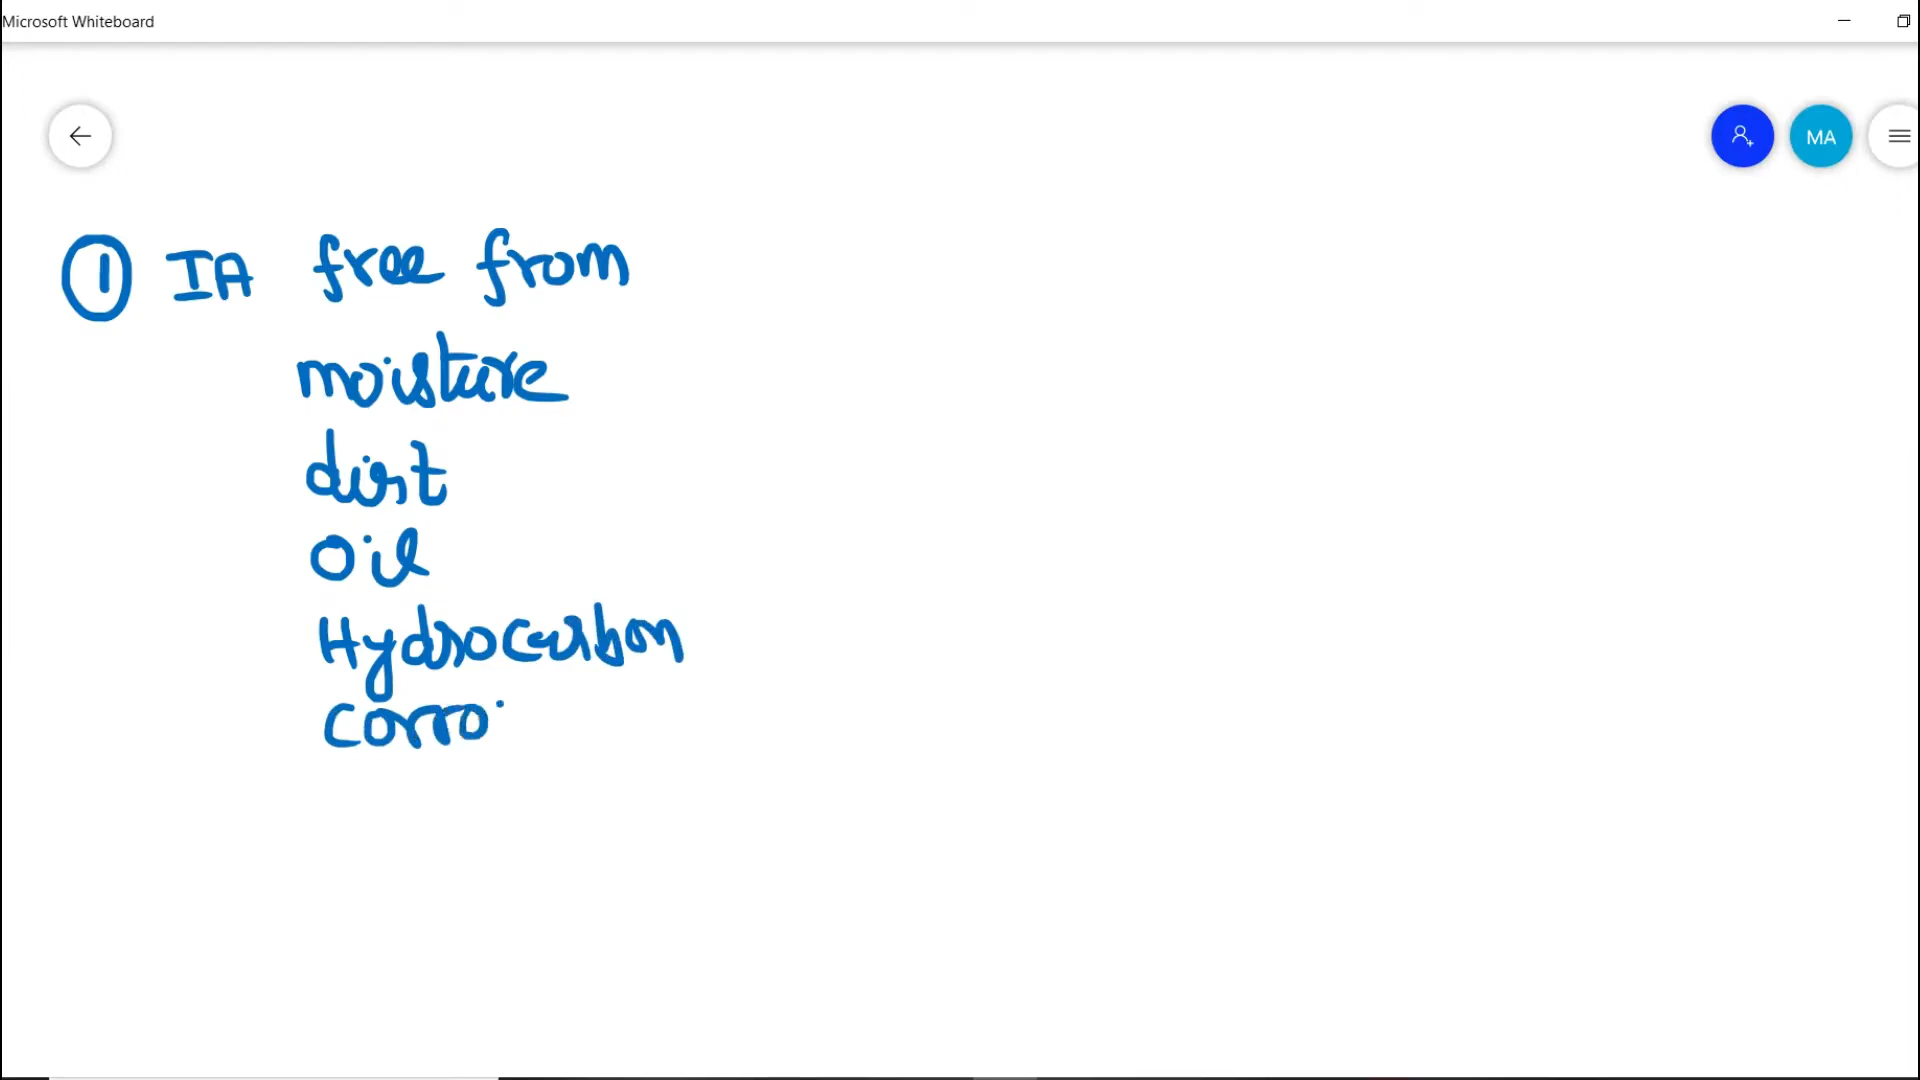 Microsoft Whiteboard
MA
① IA free from
moisture
dirt
Oil
Hydrocarbon
Corro